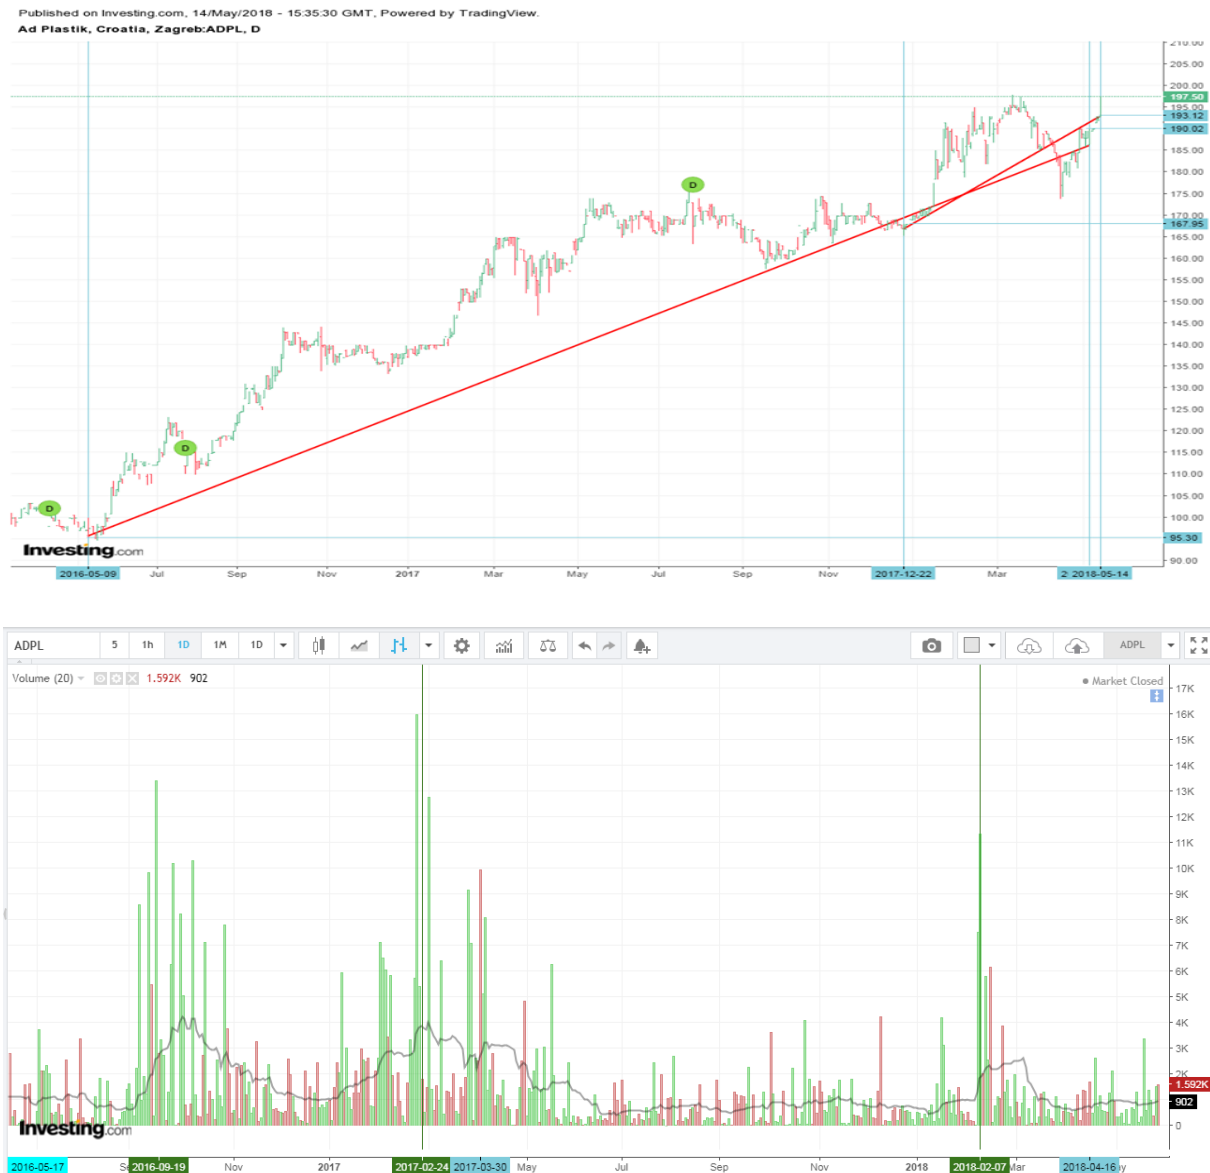 Published on Investing.com, 14/May/2018 - 15:35:30 GMT, Powered by TradingView.
Ad Plastik, Croatia, Zagreb:ADPL, D
210.00
205.00
200.00
197.50
195.00
193.12
190.02
185.00
180.00
175.00
170.00
167.95
165.00
160.00
155.00
150.00
145.00
140.00
135.00
130.00
125.00
120.00
115.00
110.00
105.00
100.00
95.30
90.00
D
D
D
Investing.com
2016-05-09 Jul Sep Nov 2017 Mar May Jul Sep Nov 2017-12-22 Mar 2 2018-05-14
ADPL 5 1h 1D 1M 1D ADPL
Volume (20) 1.592K 902
Market Closed
17K
16K
15K
14K
13K
12K
11K
10K
9K
8K
7K
6K
5K
4K
3K
2K
1.592K
902
0
Investing.com
2016-05-17 2016-09-19 Nov 2017 2017-02-24 2017-03-30 May Jul Sep Nov 2018 2018-02-07 Mar 2018-04-16